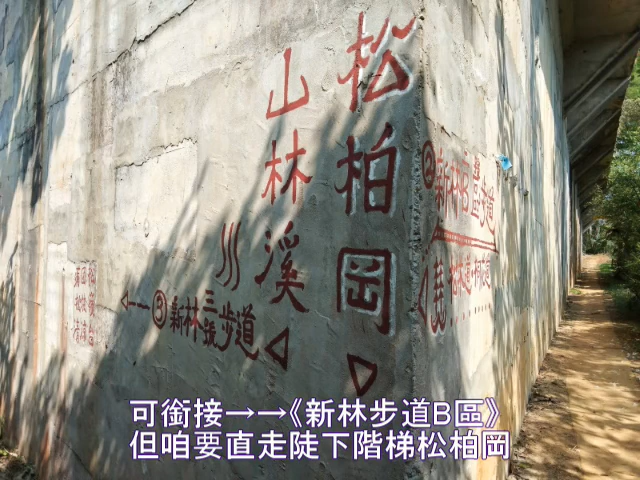 松柏岡
山林溪
③新林三號步道
②新林B區步道
可銜接→→《新林步道B區》
但咱要直走陡下階梯松柏岡